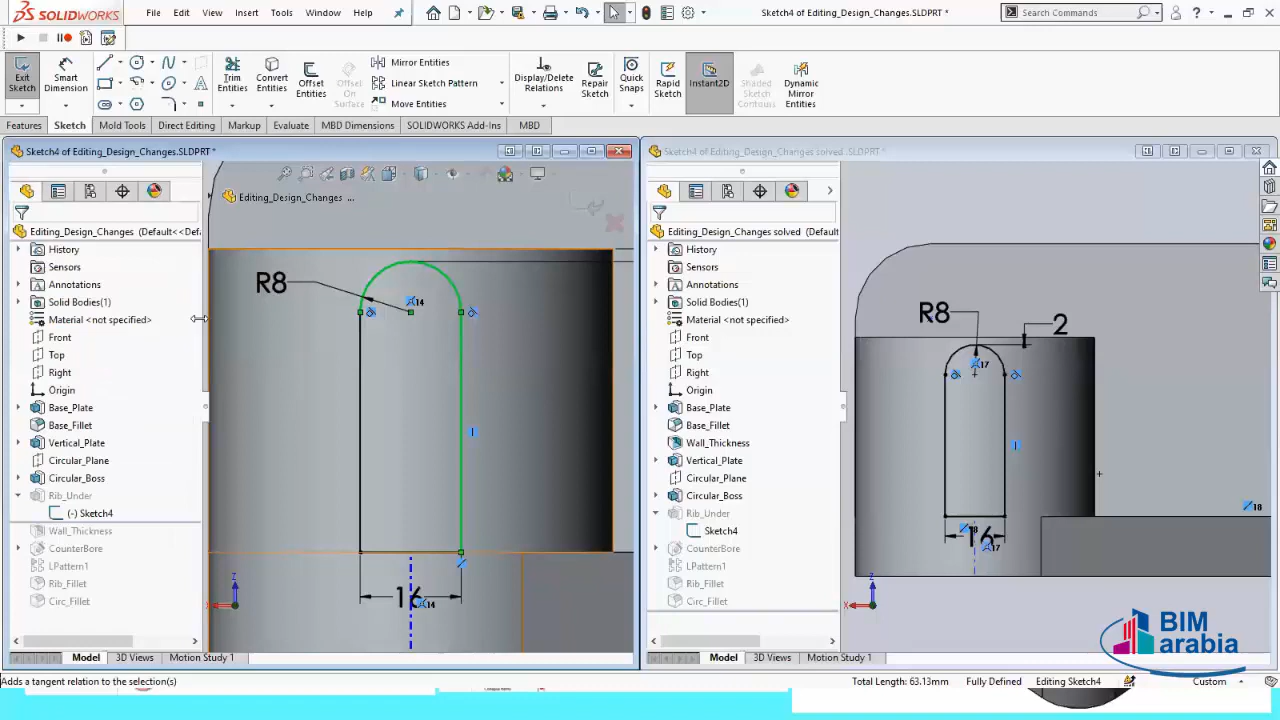 SOLIDWORKS File Edit View Insert Tools Window Help Sketch4 of Editing_Design_Changes.SLDPRT * Search Commands
Exit Sketch
Smart Dimension
Trim Entities
Convert Entities
Offset Entities
Offset On Surface
Mirror Entities
Linear Sketch Pattern
Move Entities
Display/Delete Relations
Repair Sketch
Quick Snaps
Rapid Sketch
Instant2D
Shaded Sketch Contours
Dynamic Mirror Entities
Features Sketch Mold Tools Direct Editing Markup Evaluate MBD Dimensions SOLIDWORKS Add-Ins MBD
Sketch4 of Editing_Design_Changes.SLDPRT *
Editing_Design_Changes ...
Editing_Design_Changes (Default<<Defa
History
Sensors
Annotations
Solid Bodies(1)
Material <not specified>
Front
Top
Right
Origin
Base_Plate
Base_Fillet
Vertical_Plate
Circular_Plane
Circular_Boss
Rib_Under
(-) Sketch4
Wall_Thickness
CounterBore
LPattern1
Rib_Fillet
Circ_Fillet
R8
14
16
14
Z
X
Model 3D Views Motion Study 1
Sketch4 of Editing_Design_Changes solved .SLDPRT *
Editing_Design_Changes solved (Default
History
Sensors
Annotations
Solid Bodies(1)
Material <not specified>
Front
Top
Right
Origin
Base_Plate
Base_Fillet
Wall_Thickness
Vertical_Plate
Circular_Plane
Circular_Boss
Rib_Under
Sketch4
CounterBore
LPattern1
Rib_Fillet
Circ_Fillet
R8
2
17
18
16
17
Z
X
Model 3D Views Motion Study 1
BIM
arabia
Adds a tangent relation to the selection(s) Total Length: 63.13mm Fully Defined Editing Sketch4 Custom